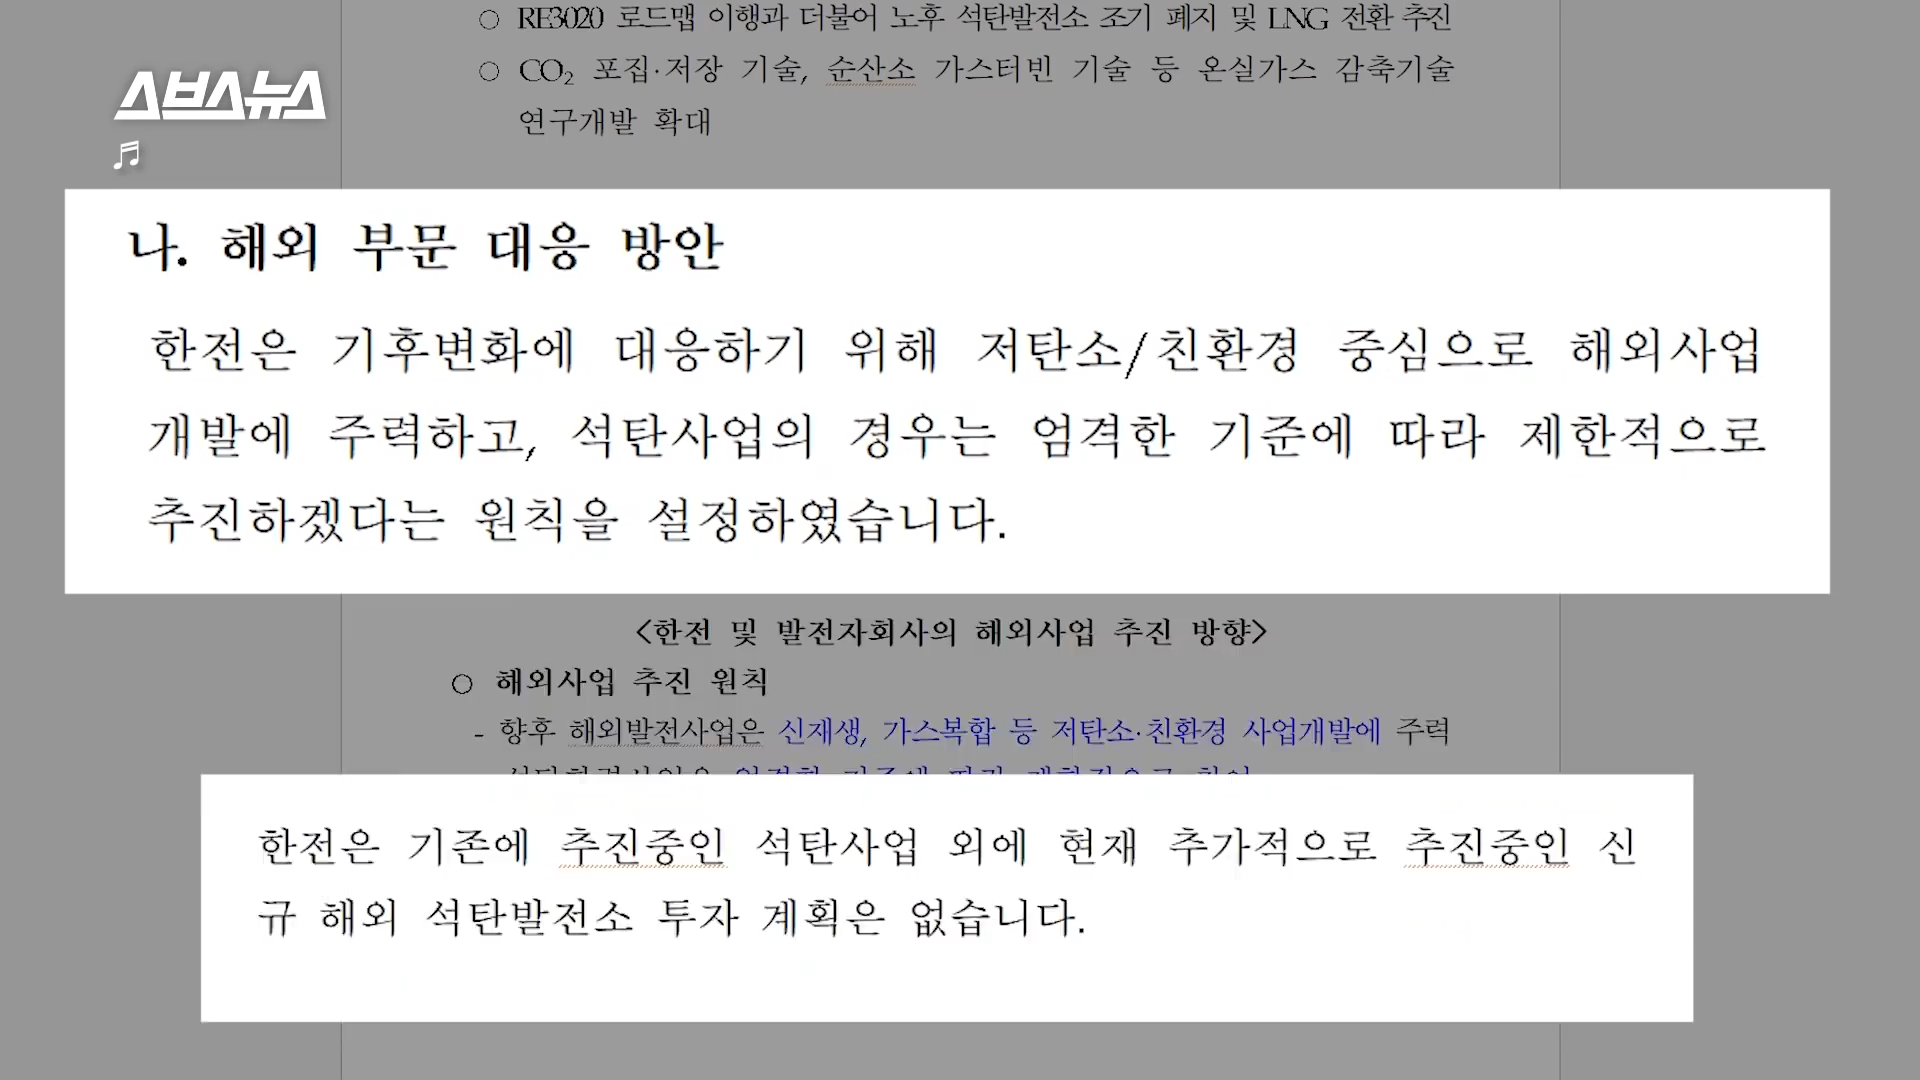 ○ RE3020 로드맵 이행과 더불어 노후 석탄발전소 조기 폐지 및 LNG 전환 추진
○ CO₂ 포집·저장 기술, 순산소 가스터빈 기술 등 온실가스 감축기술
연구개발 확대
스브스뉴스
나. 해외 부문 대응 방안
한전은 기후변화에 대응하기 위해 저탄소/친환경 중심으로 해외사업
개발에 주력하고, 석탄사업의 경우는 엄격한 기준에 따라 제한적으로
추진하겠다는 원칙을 설정하였습니다.
<한전 및 발전자회사의 해외사업 추진 방향>
○ 해외사업 추진 원칙
- 향후 해외발전사업은 신재생, 가스복합 등 저탄소·친환경 사업개발에 주력
한전은 기존에 추진중인 석탄사업 외에 현재 추가적으로 추진중인 신
규 해외 석탄발전소 투자 계획은 없습니다.